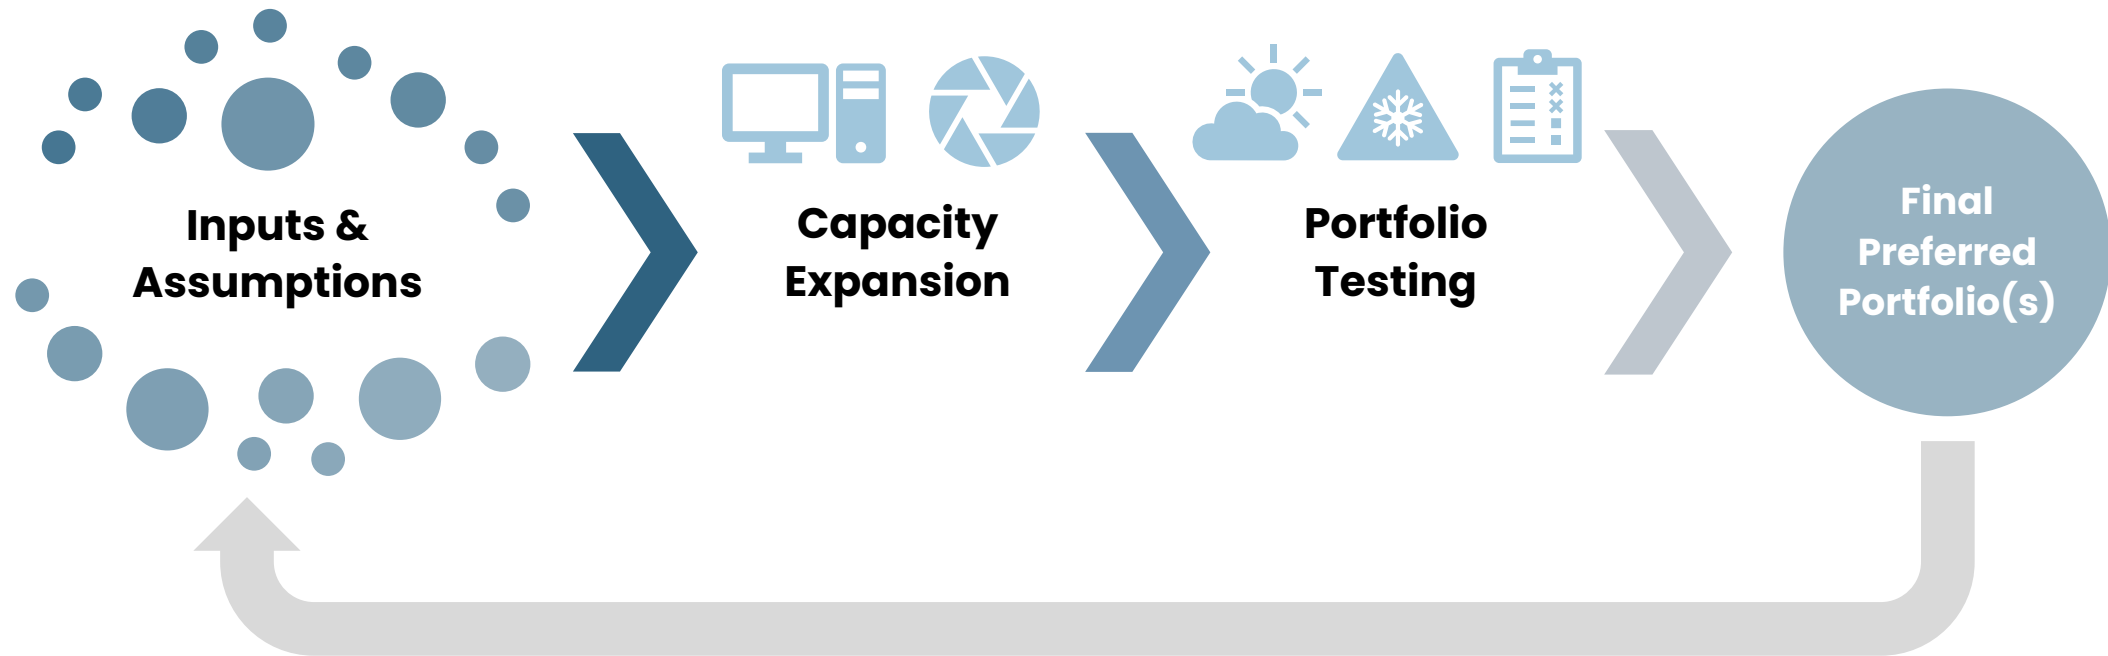 Inputs &
Assumptions
Capacity
Expansion
Portfolio
Testing
Final
Preferred
Portfolio(s)